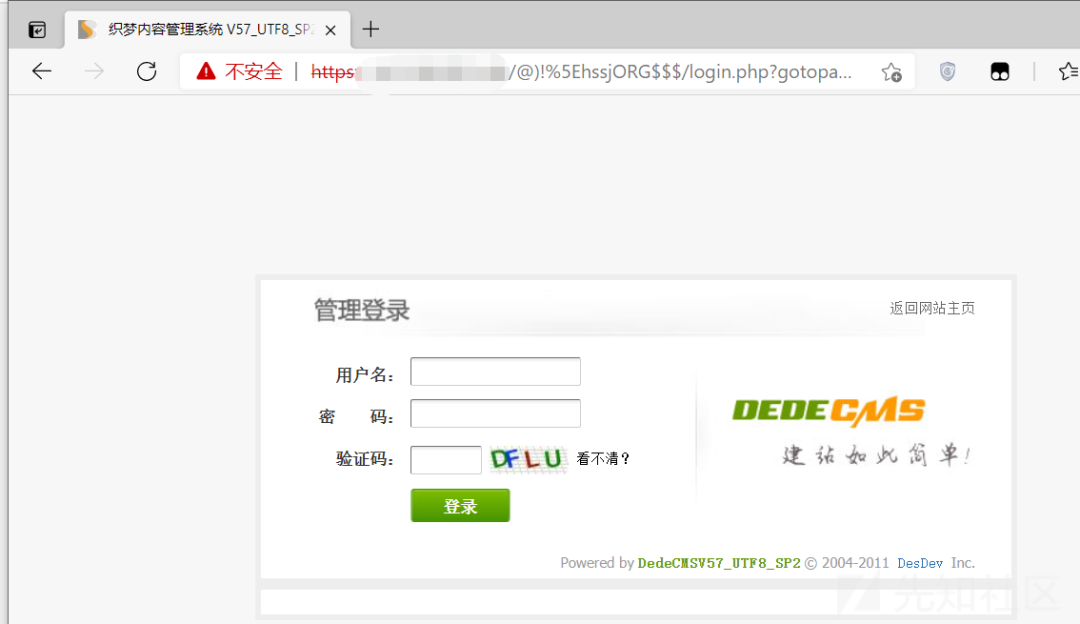 织梦内容管理系统 V57_UTF8_SP2
不安全 | https /@)!%5EhssjORG$$$/login.php?gotopa...
管理登录
返回网站主页
用户名：
密 码：
验证码： DFLU 看不清？
登录
DEDECMS
建站如此简单！
Powered by DedeCMSV57_UTF8_SP2 © 2004-2011 DesDev Inc.
先知社区